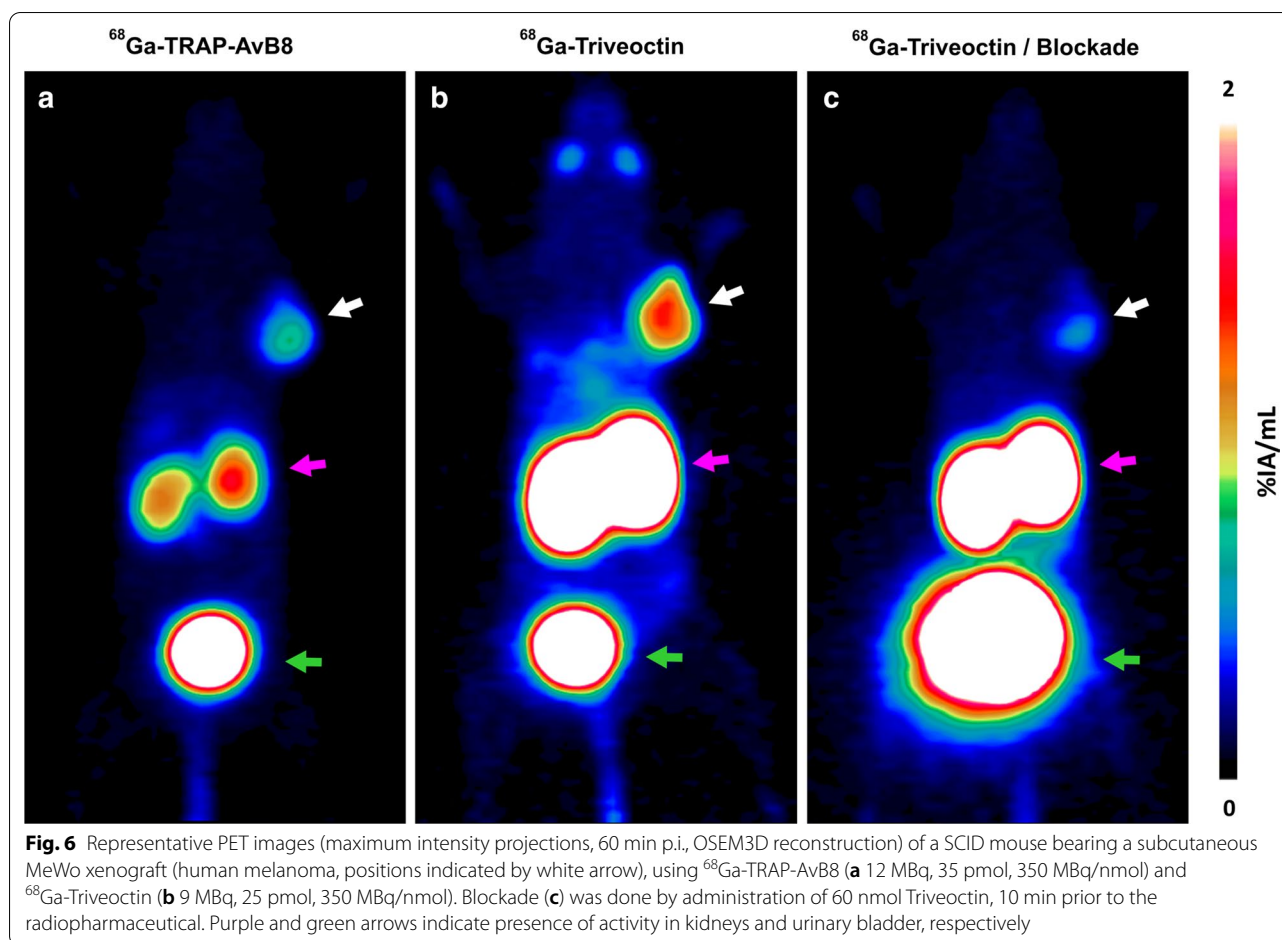 ⁶⁸Ga-TRAP-AvB8
⁶⁸Ga-Triveoctin
⁶⁸Ga-Triveoctin / Blockade
a
b
c
2
%IA/mL
0
Fig. 6 Representative PET images (maximum intensity projections, 60 min p.i., OSEM3D reconstruction) of a SCID mouse bearing a subcutaneous
MeWo xenograft (human melanoma, positions indicated by white arrow), using ⁶⁸Ga-TRAP-AvB8 (a 12 MBq, 35 pmol, 350 MBq/nmol) and
⁶⁸Ga-Triveoctin (b 9 MBq, 25 pmol, 350 MBq/nmol). Blockade (c) was done by administration of 60 nmol Triveoctin, 10 min prior to the
radiopharmaceutical. Purple and green arrows indicate presence of activity in kidneys and urinary bladder, respectively